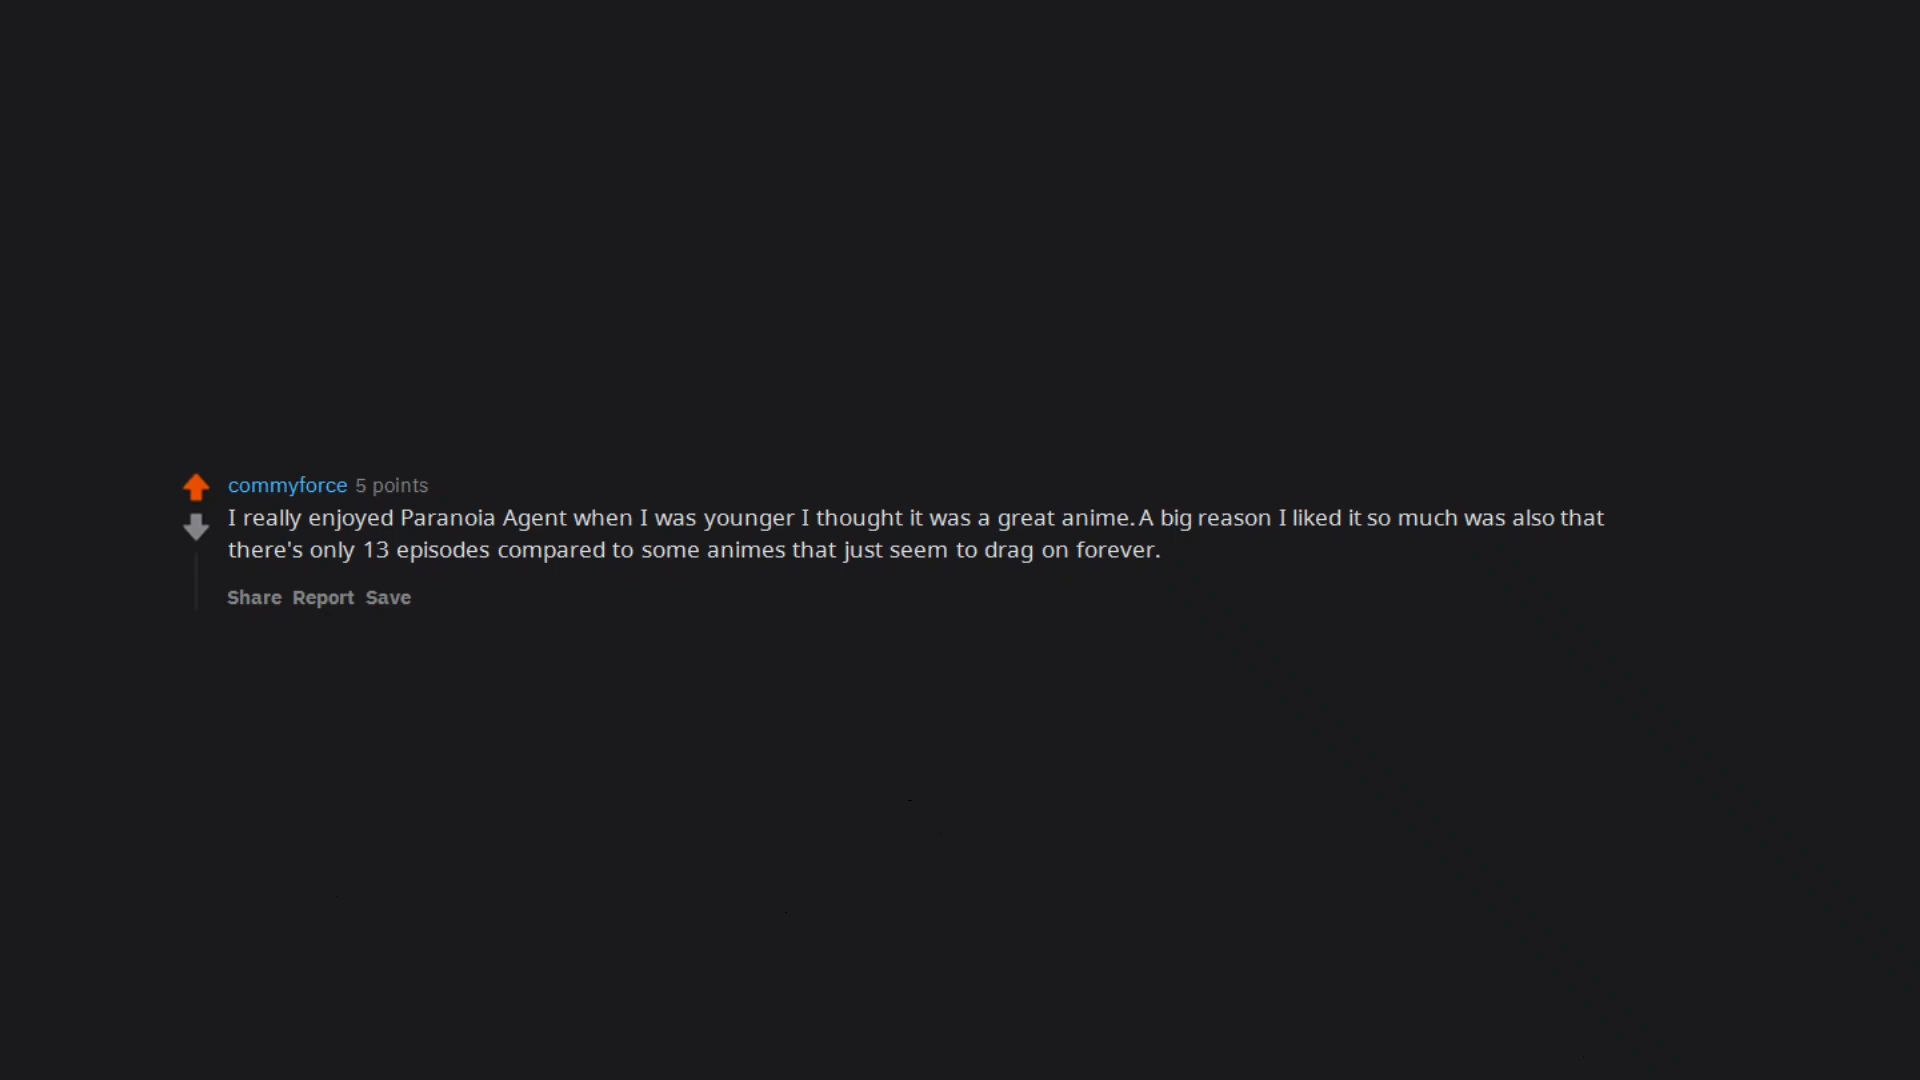 commyforce 5 points
I really enjoyed Paranoia Agent when I was younger I thought it was a great anime. A big reason I liked it so much was also that
there's only 13 episodes compared to some animes that just seem to drag on forever.
Share Report Save